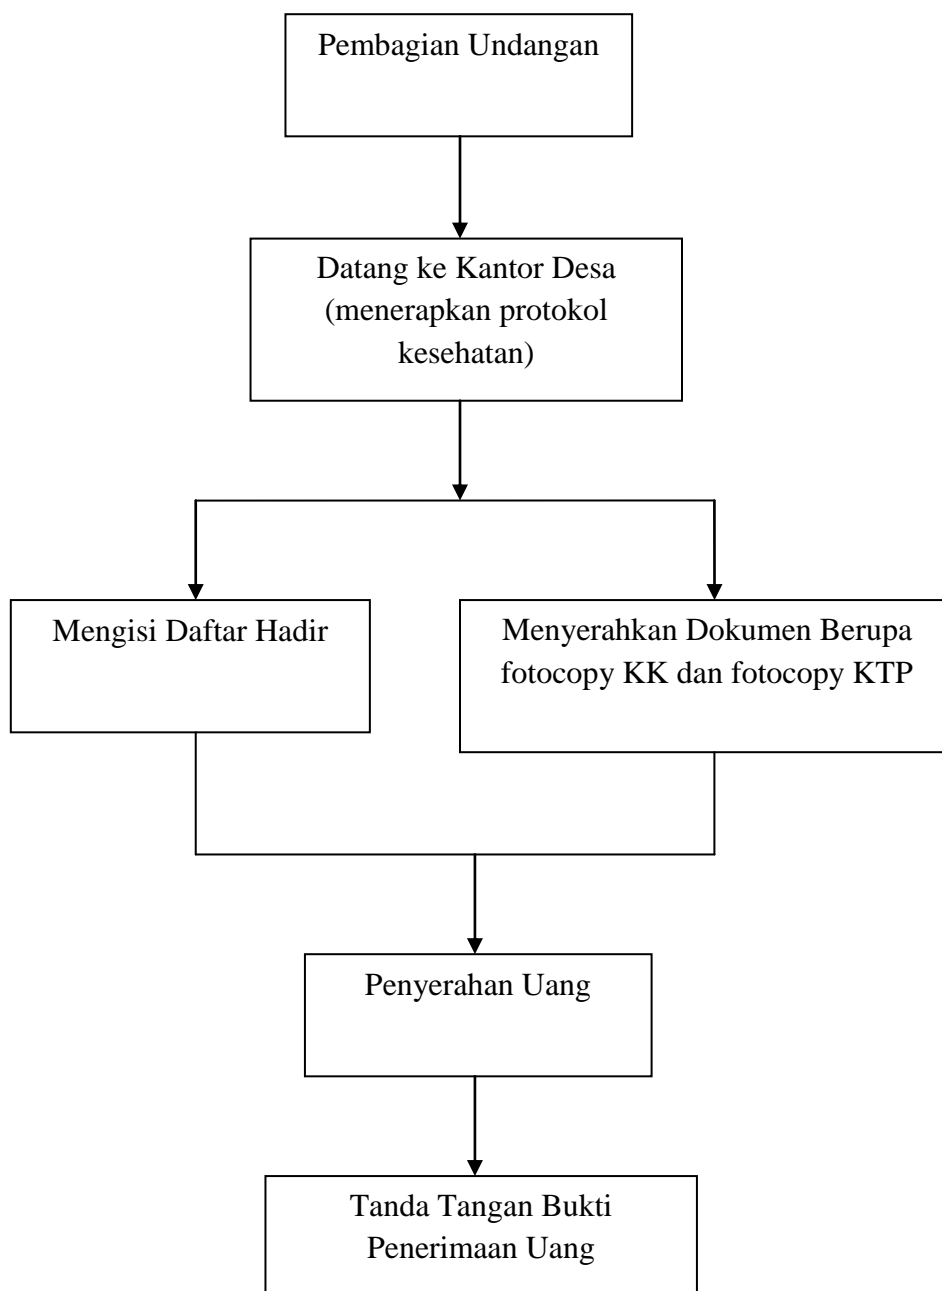 Pembagian Undangan
Datang ke Kantor Desa
(menerapkan protokol
kesehatan)
Mengisi Daftar Hadir
Menyerahkan Dokumen Berupa
fotocopy KK dan fotocopy KTP
Penyerahan Uang
Tanda Tangan Bukti
Penerimaan Uang